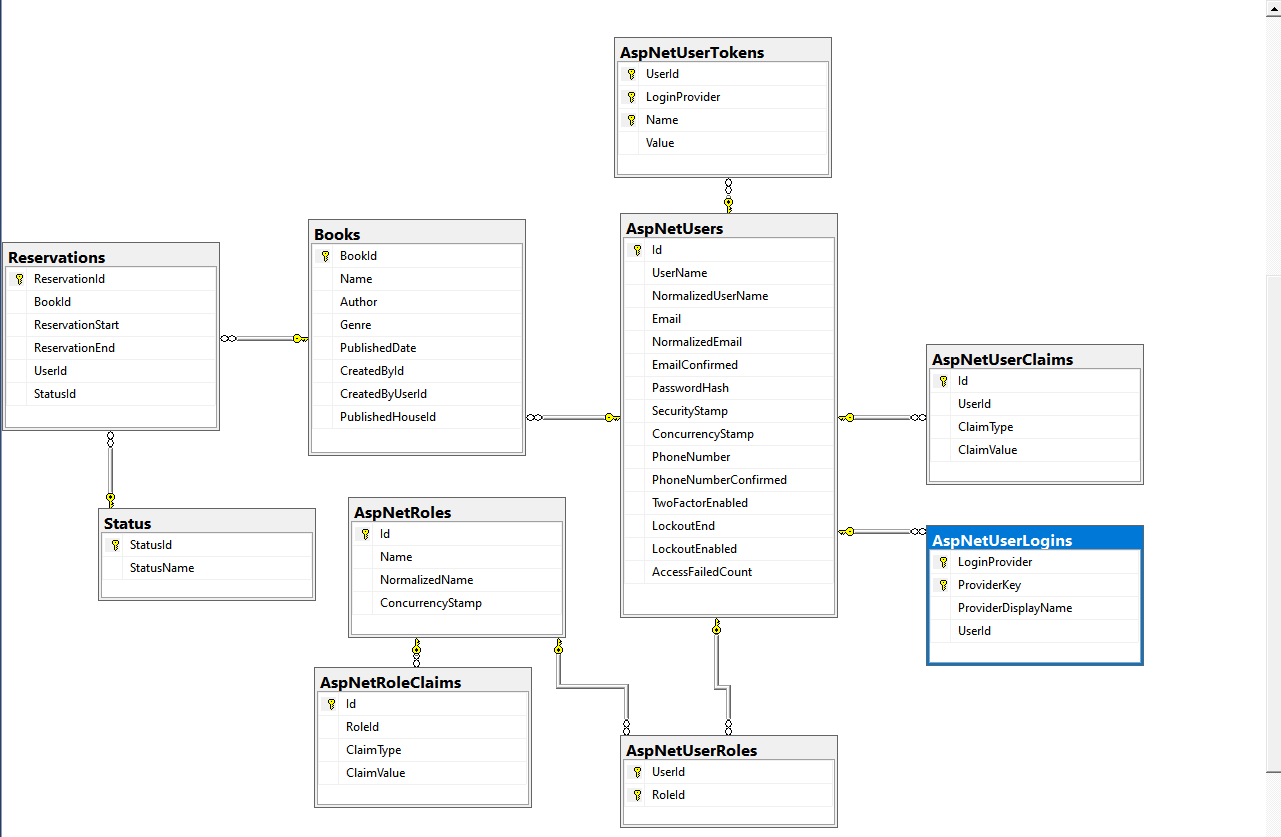 AspNetUserTokens
UserId
LoginProvider
Name
Value
AspNetUsers
Id
UserName
NormalizedUserName
Email
NormalizedEmail
EmailConfirmed
PasswordHash
SecurityStamp
ConcurrencyStamp
PhoneNumber
PhoneNumberConfirmed
TwoFactorEnabled
LockoutEnd
LockoutEnabled
AccessFailedCount
Books
BookId
Name
Author
Genre
PublishedDate
CreatedById
CreatedByUserId
PublishedHouseId
Reservations
ReservationId
BookId
ReservationStart
ReservationEnd
UserId
StatusId
Status
StatusId
StatusName
AspNetUserClaims
Id
UserId
ClaimType
ClaimValue
AspNetUserLogins
LoginProvider
ProviderKey
ProviderDisplayName
UserId
AspNetRoles
Id
Name
NormalizedName
ConcurrencyStamp
AspNetRoleClaims
Id
RoleId
ClaimType
ClaimValue
AspNetUserRoles
UserId
RoleId